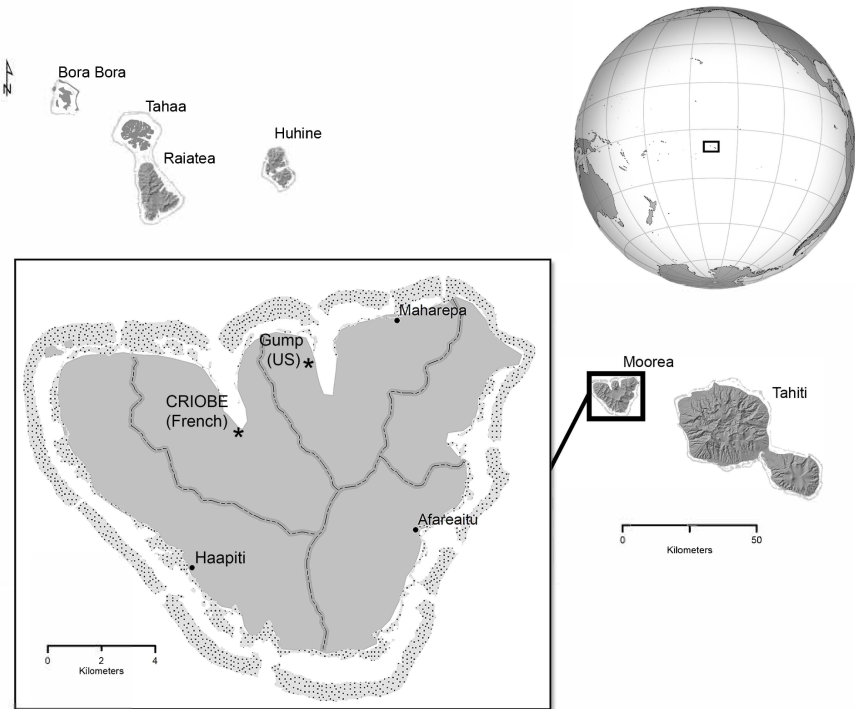 N
Bora Bora
Tahaa
Raiatea
Huhine
Moorea
Tahiti
0 50
Kilometers
Maharepa
Gump
(US)
*
CRIOBE
(French)
*
Afareaitu
Haapiti
0 2 4
Kilometers